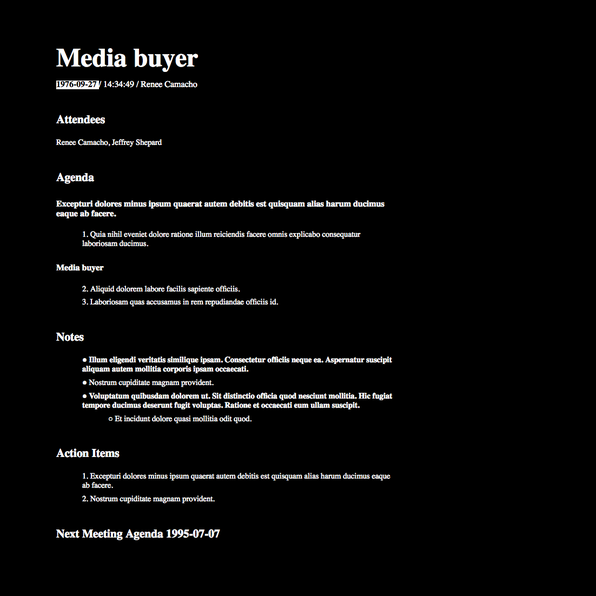 Media buyer
1976-09-27 / 14:34:49 / Renee Camacho
Attendees
Renee Camacho, Jeffrey Shepard
Agenda
Excepturi dolores minus ipsum quaerat autem debitis est quisquam alias harum ducimus
eaque ab facere.
1. Quia nihil eveniet dolore ratione illum reiciendis facere omnis explicabo consequatur
laboriosam ducimus.
Media buyer
2. Aliquid dolorem labore facilis sapiente officiis.
3. Laboriosam quas accusamus in rem repudiandae officiis id.
Notes
● Illum eligendi veritatis similique ipsam. Consectetur officiis neque ea. Aspernatur suscipit
aliquam autem mollitia corporis ipsam occaecati.
● Nostrum cupiditate magnam provident.
● Voluptatum quibusdam dolorem ut. Sit distinctio officia quod nesciunt mollitia. Hic fugiat
tempore ducimus deserunt fugit voluptas. Ratione et occaecati eum ullam suscipit.
○ Et incidunt dolore quasi mollitia odit quod.
Action Items
1. Excepturi dolores minus ipsum quaerat autem debitis est quisquam alias harum ducimus eaque
ab facere.
2. Nostrum cupiditate magnam provident.
Next Meeting Agenda 1995-07-07